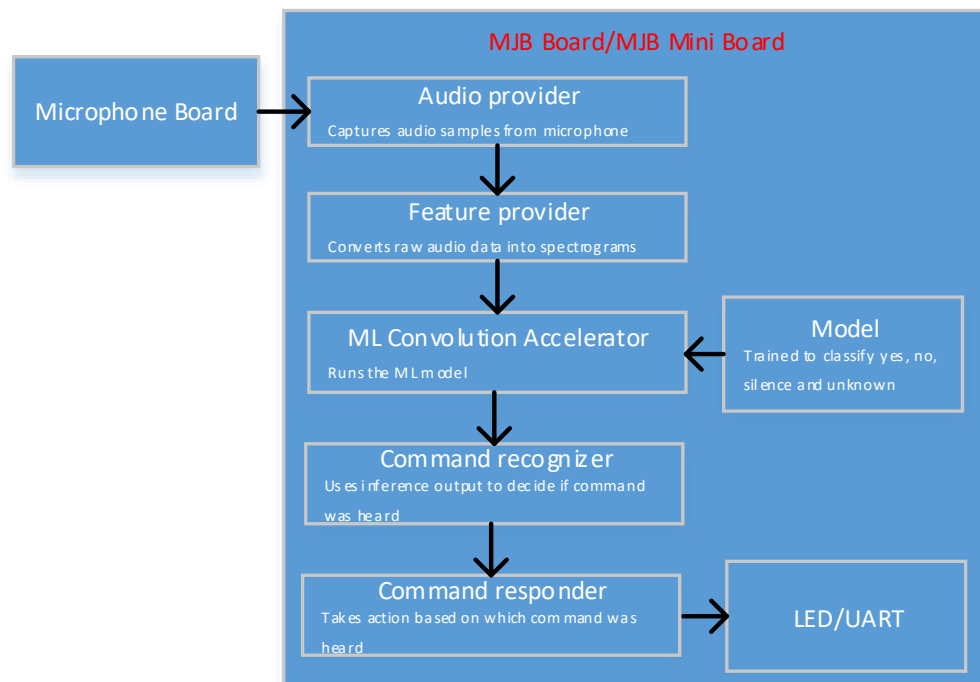 MJB Board/MJB Mini Board
Microphone Board
Audio provider
Captures audio samples from microphone
Feature provider
Converts raw audio data into spectrograms
ML Convolution Accelerator
Runs the ML model
Model
Trained to classify yes, no,
silence and unknown
Command recognizer
Uses inference output to decide if command
was heard
Command responder
Takes action based on which command was
heard
LED/UART